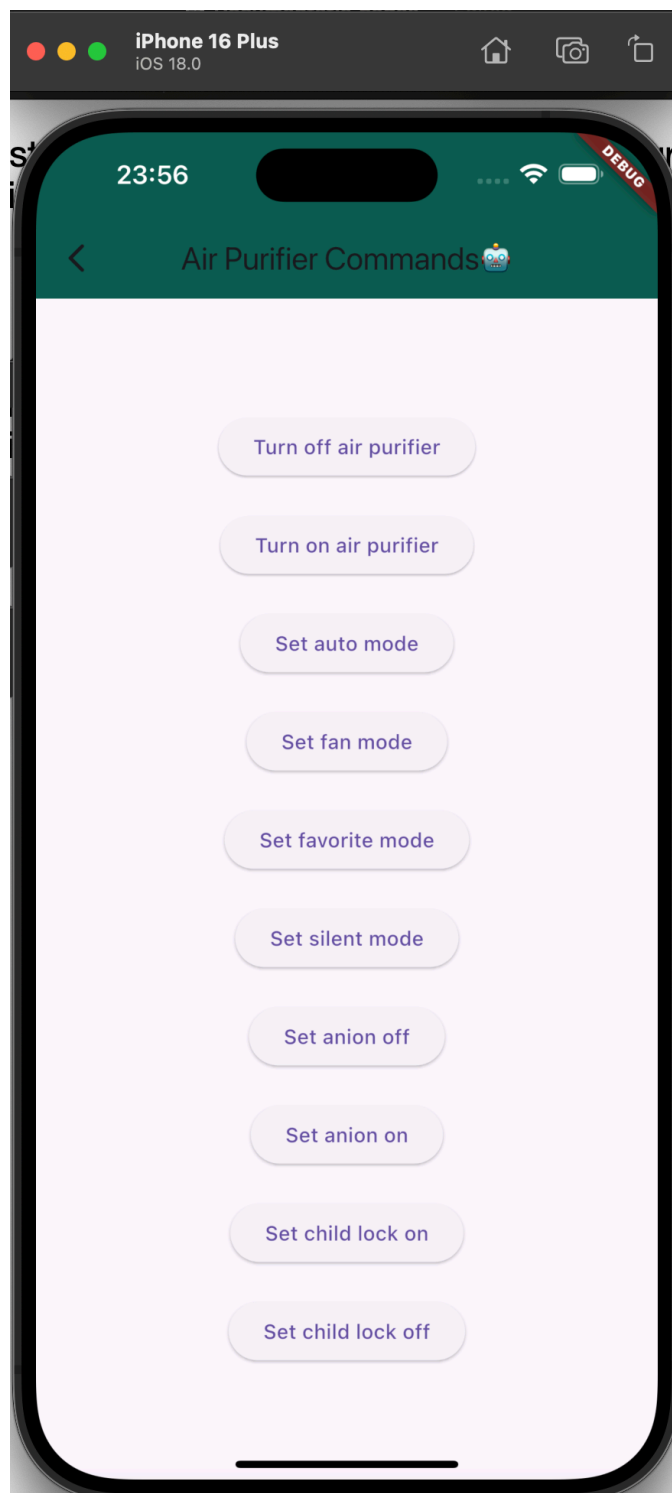 iPhone 16 Plus
iOS 18.0
23:56
DEBUG
Air Purifier Commands🤖
Turn off air purifier
Turn on air purifier
Set auto mode
Set fan mode
Set favorite mode
Set silent mode
Set anion off
Set anion on
Set child lock on
Set child lock off